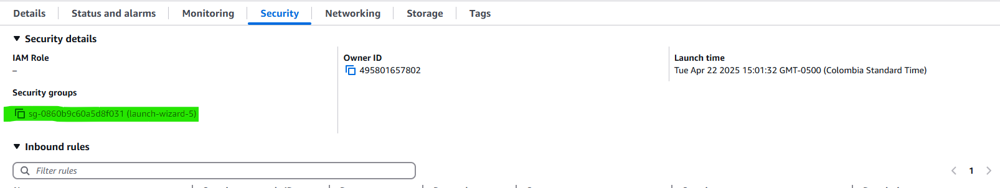 Details Status and alarms Monitoring Security Networking Storage Tags
Security details
IAM Role
–
Owner ID
495801657802
Launch time
Tue Apr 22 2025 15:01:32 GMT-0500 (Colombia Standard Time)
Security groups
sg-0860b9c60a5d8f031 (launch-wizard-5)
Inbound rules
Filter rules
1